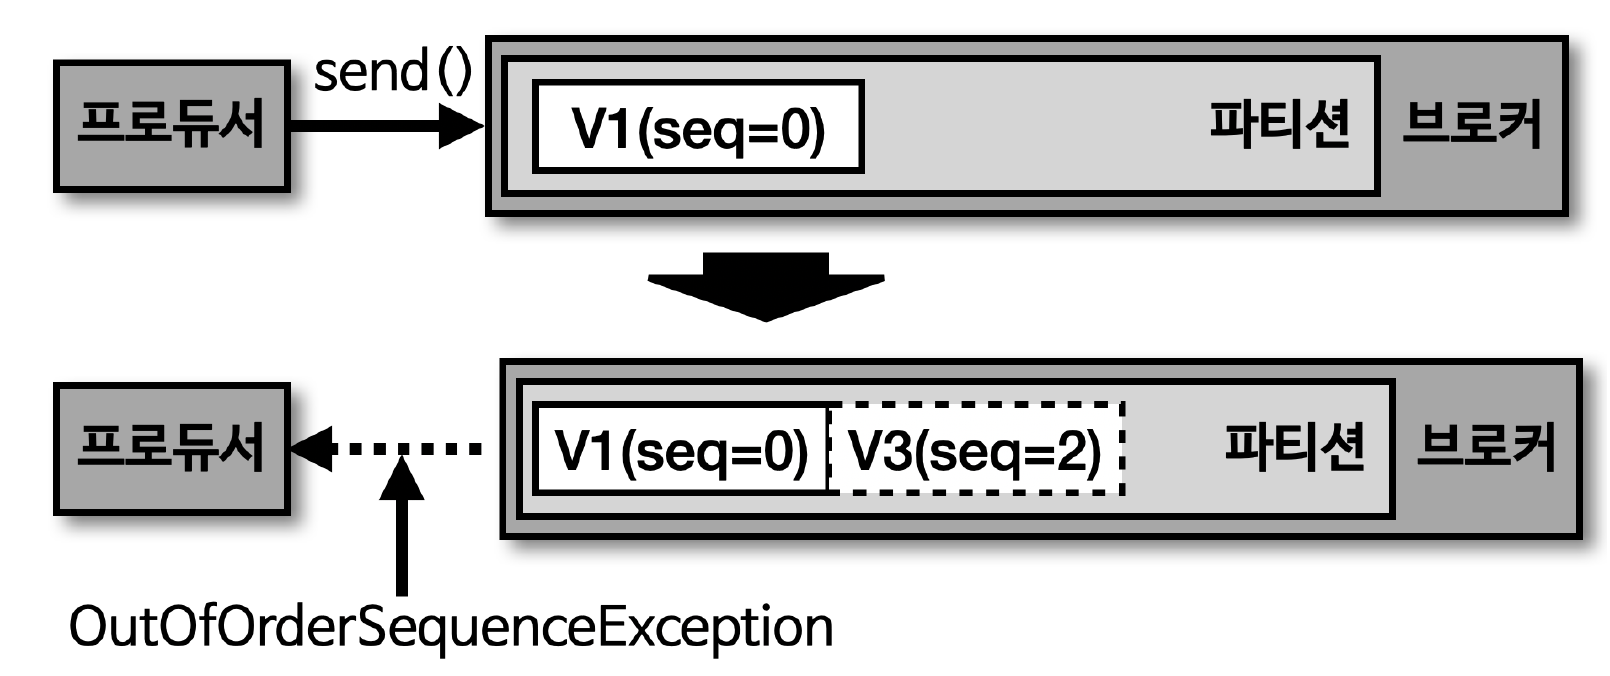 프로듀서
send()
V1(seq=0)
파티션
브로커
프로듀서
V1(seq=0)
V3(seq=2)
파티션
브로커
OutOfOrderSequenceException